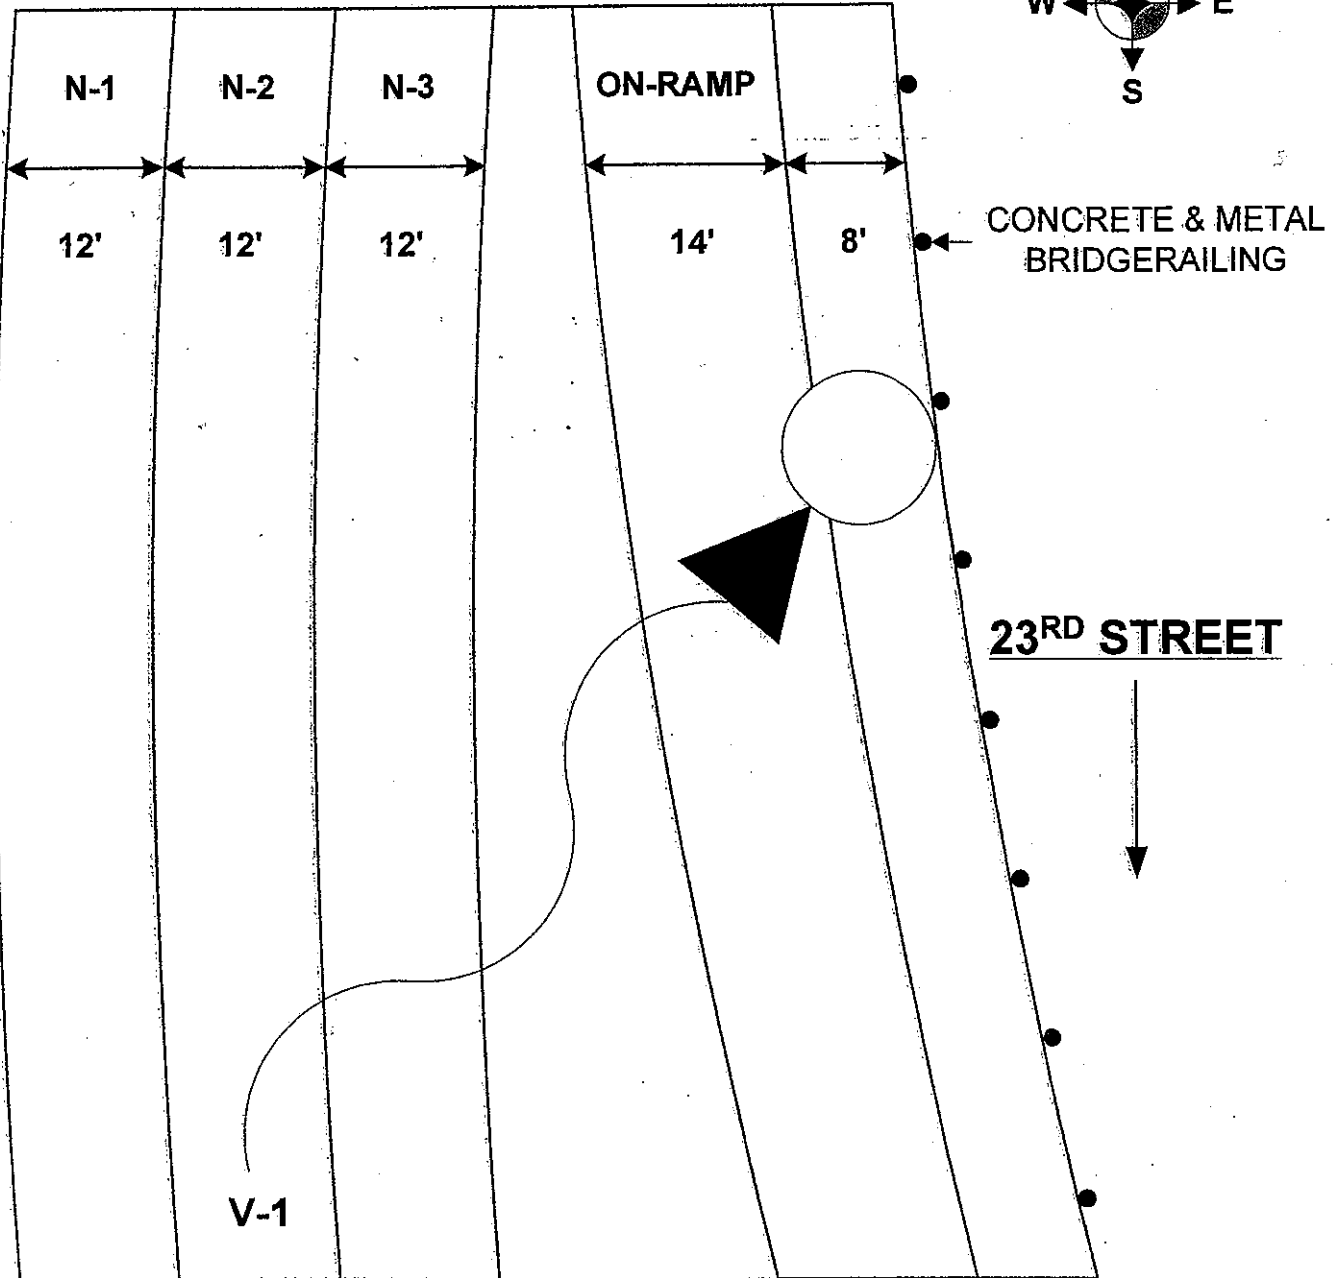 W E
S
N-1 N-2 N-3 ON-RAMP
12' 12' 12' 14' 8'
CONCRETE & METAL
BRIDGERAILING
23RD STREET
V-1